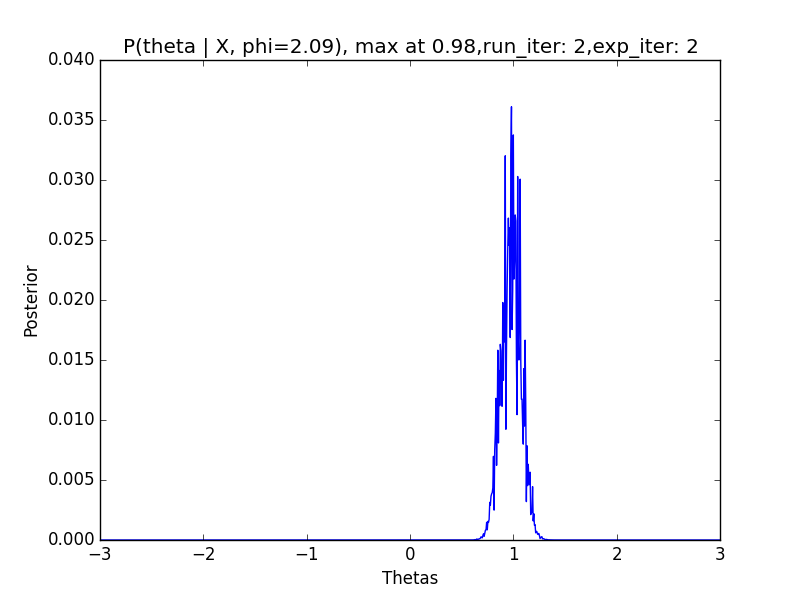 P(theta | X, phi=2.09), max at 0.98,run_iter: 2,exp_iter: 2
0.040
0.035
0.030
0.025
0.020
0.015
0.010
0.005
0.000
Posterior
−3 −2 −1 0 1 2 3
Thetas